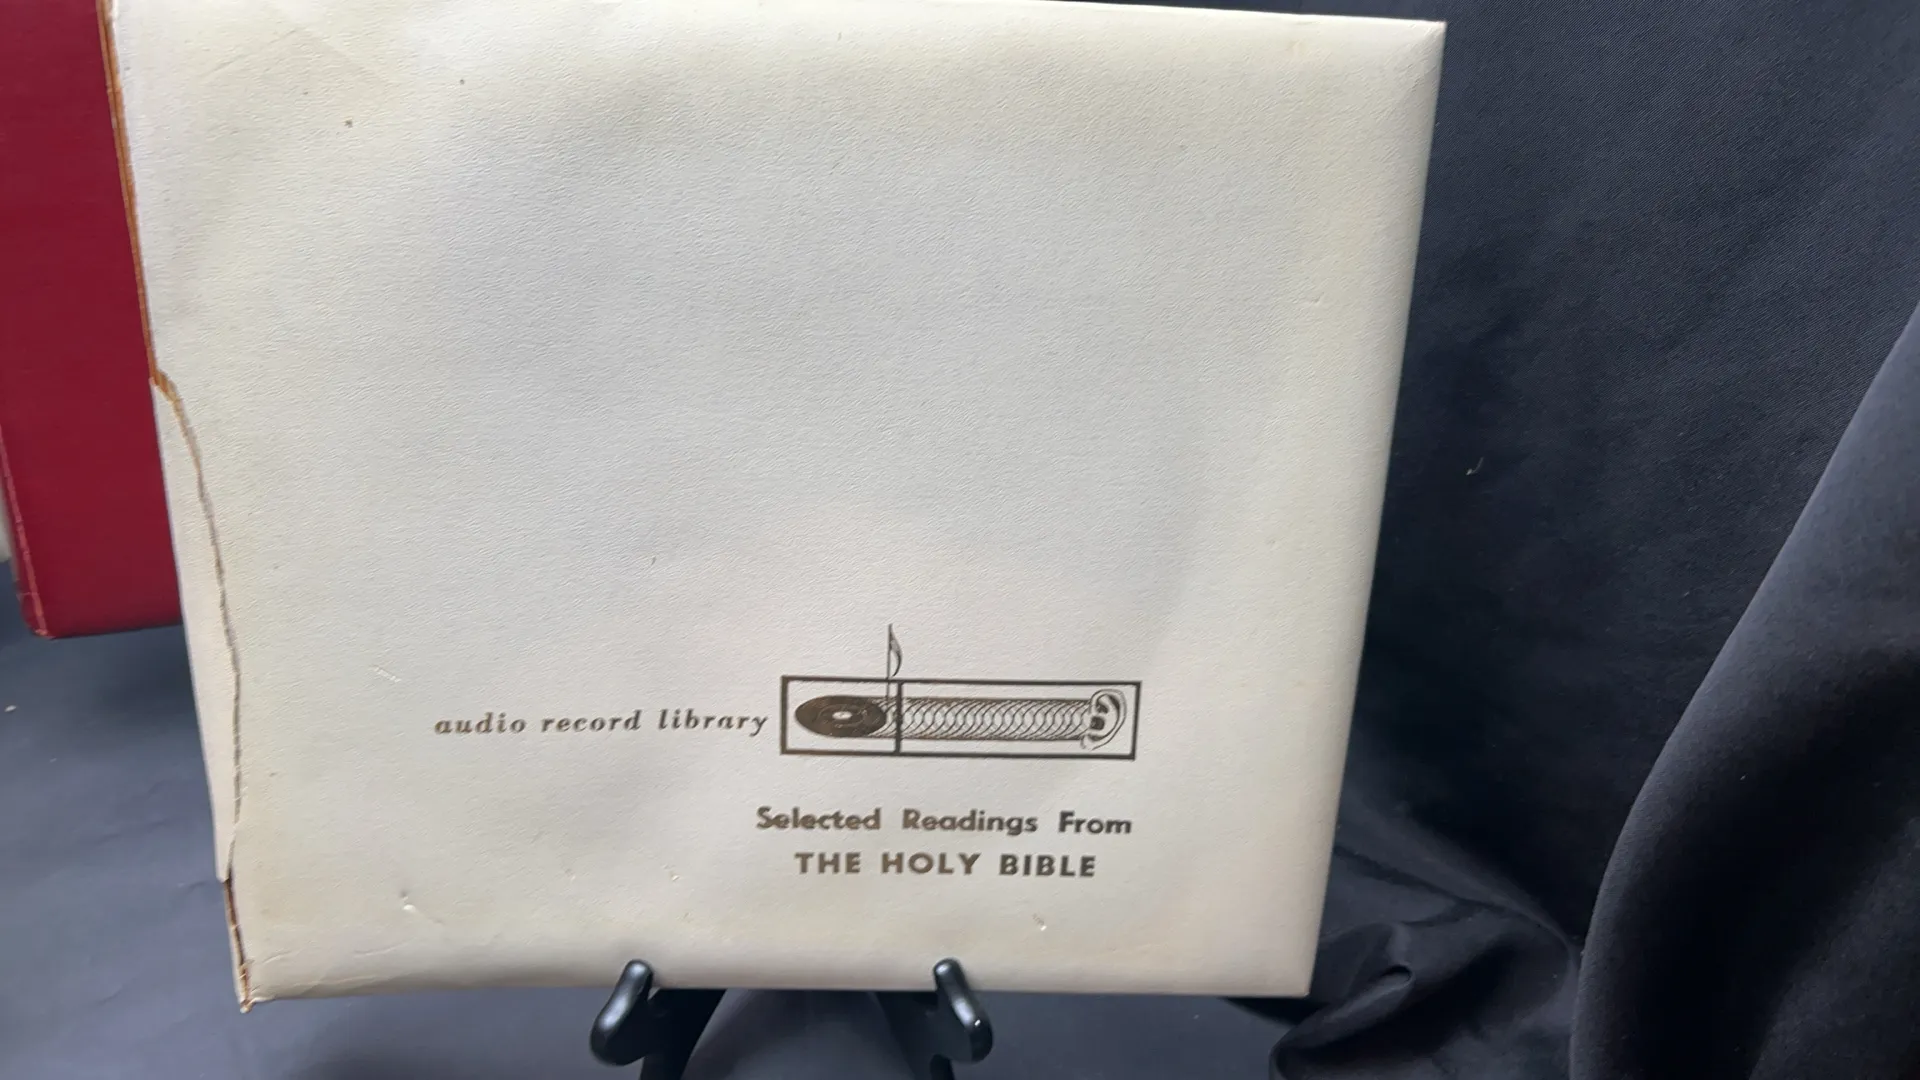 audio record library
Selected Readings From
THE HOLY BIBLE